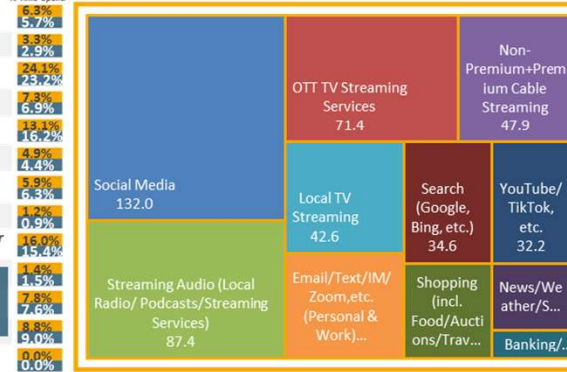 6.3%
5.7%
3.3%
2.9%
24.1%
23.2%
7.3%
6.9%
13.1%
16.2%
4.9%
4.4%
5.9%
6.3%
1.2%
0.9%
16.0%
15.4%
1.4%
1.5%
7.8%
7.6%
8.8%
9.0%
0.0%
0.0%
Social Media
132.0
Streaming Audio (Local
Radio/ Podcasts/Streaming
Services)
87.4
OTT TV Streaming
Services
71.4
Non-
Premium+Prem
ium Cable
Streaming
47.9
Local TV
Streaming
42.6
Search
(Google,
Bing, etc.)
34.6
YouTube/
TikTok,
etc.
32.2
Email/Text/IM/
Zoom,etc.
(Personal &
Work)...
Shopping
(incl.
Food/Aucti
ons/Trav...
News/We
ather/S...
Banking/..